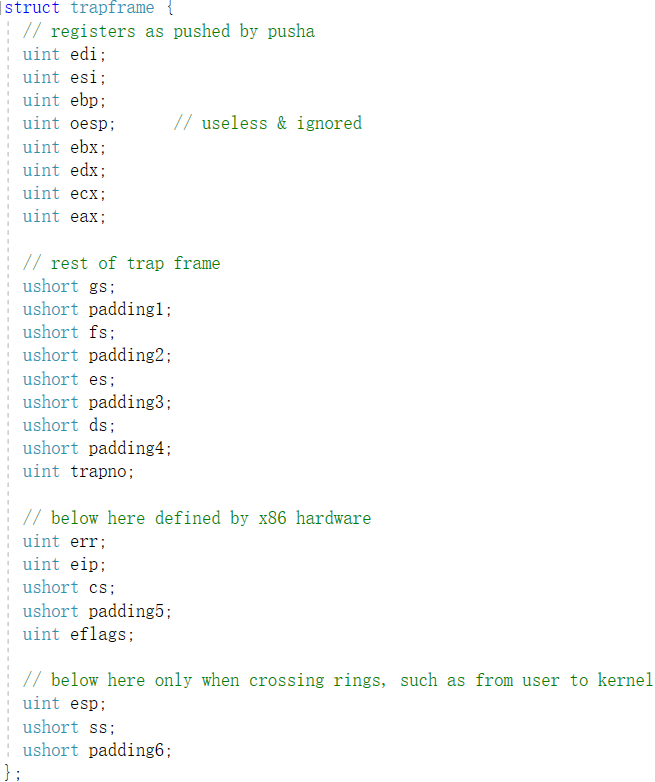 struct trapframe {
// registers as pushed by pusha
uint edi;
uint esi;
uint ebp;
uint oesp;      // useless & ignored
uint ebx;
uint edx;
uint ecx;
uint eax;
// rest of trap frame
ushort gs;
ushort padding1;
ushort fs;
ushort padding2;
ushort es;
ushort padding3;
ushort ds;
ushort padding4;
uint trapno;
// below here defined by x86 hardware
uint err;
uint eip;
ushort cs;
ushort padding5;
uint eflags;
// below here only when crossing rings, such as from user to kernel
uint esp;
ushort ss;
ushort padding6;
};